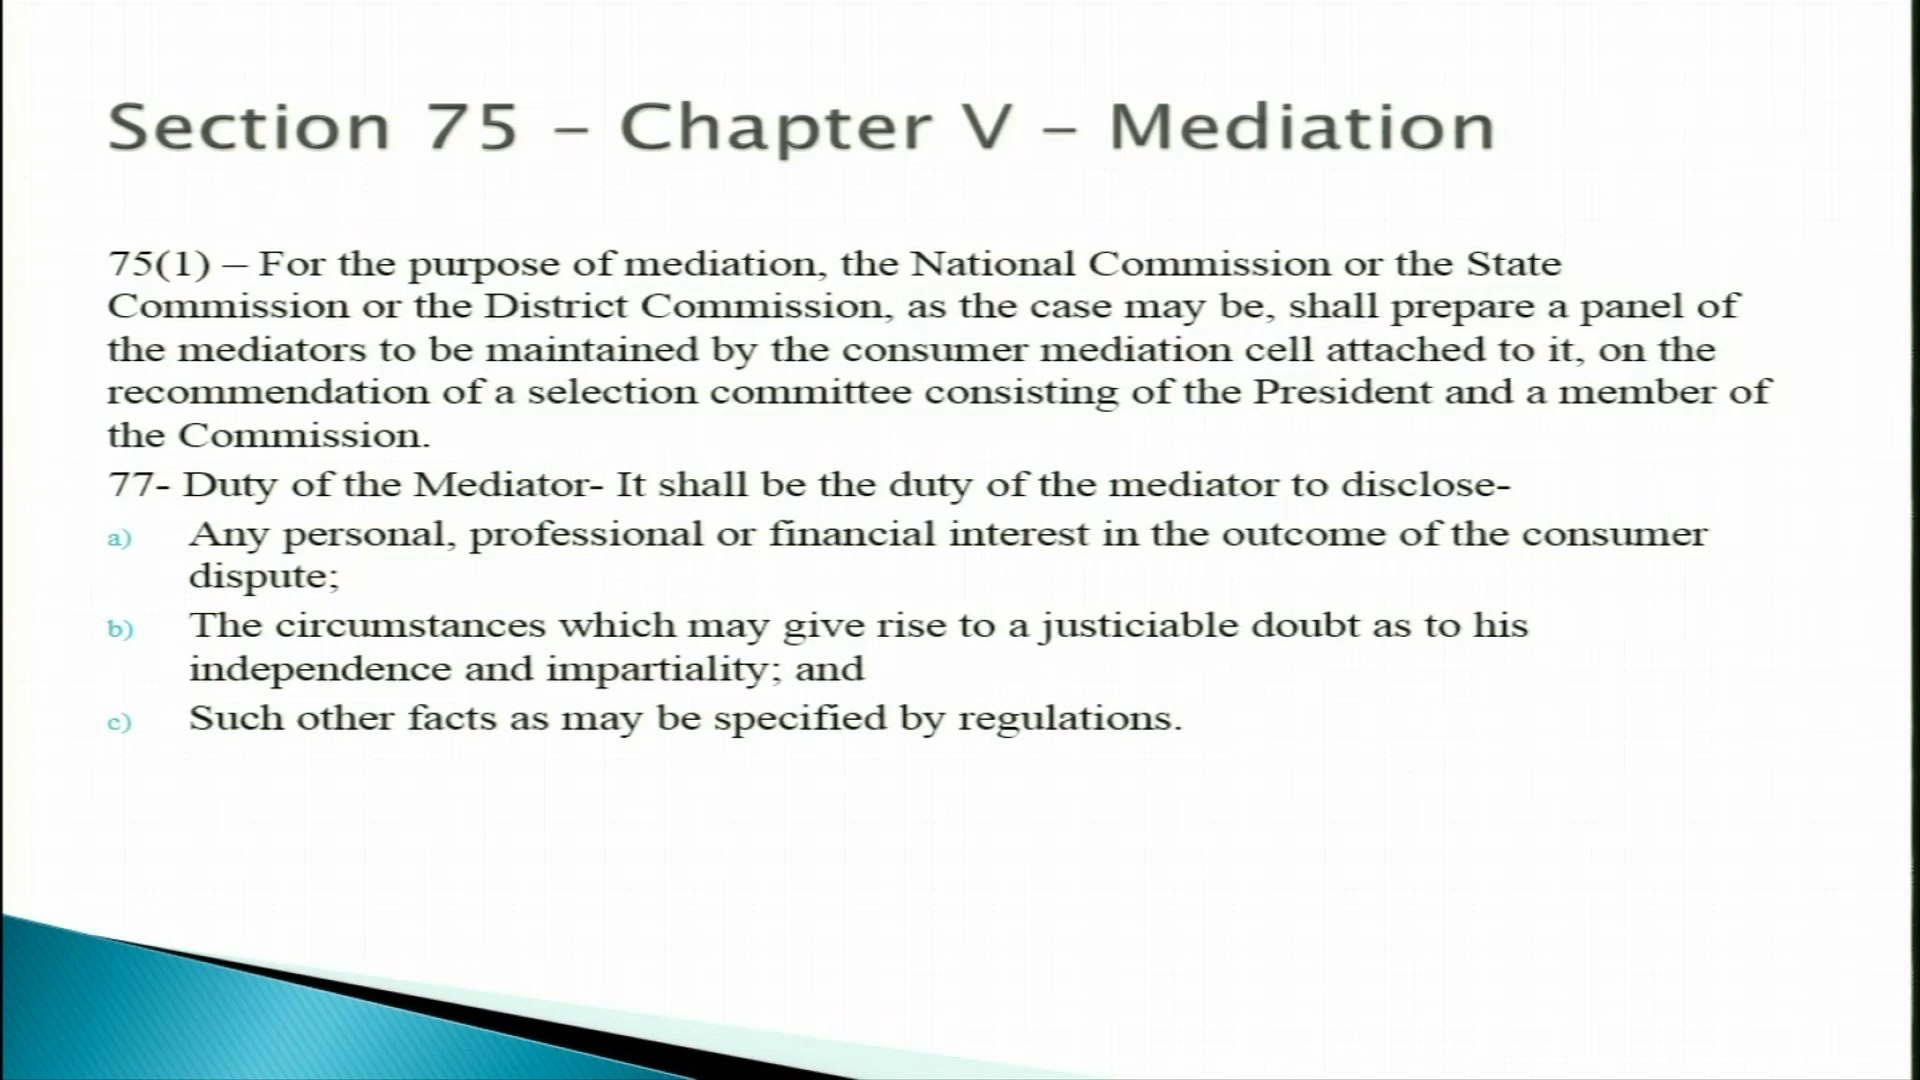 Section 75 – Chapter V – Mediation
75(1) – For the purpose of mediation, the National Commission or the State
Commission or the District Commission, as the case may be, shall prepare a panel of
the mediators to be maintained by the consumer mediation cell attached to it, on the
recommendation of a selection committee consisting of the President and a member of
the Commission.
77- Duty of the Mediator- It shall be the duty of the mediator to disclose-
a) Any personal, professional or financial interest in the outcome of the consumer
dispute;
b) The circumstances which may give rise to a justiciable doubt as to his
independence and impartiality; and
c) Such other facts as may be specified by regulations.